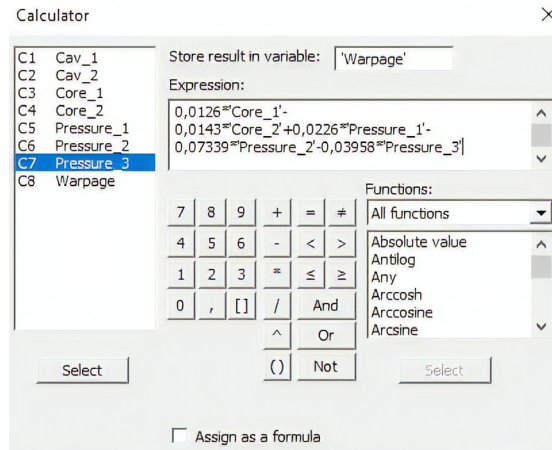 Calculator
C1 Cav_1
C2 Cav_2
C3 Core_1
C4 Core_2
C5 Pressure_1
C6 Pressure_2
C7 Pressure_3
C8 Warpage
Select
Store result in variable: 'Warpage'
Expression:
0,0126*'Core_1'-
0,0143*'Core_2'+0,0226*'Pressure_1'-
0,07339*'Pressure_2'-0,03958*'Pressure_3'
7 8 9 + = ≠
4 5 6 - < >
1 2 3 * ≤ ≥
0 , [] / And
^ Or
() Not
Functions:
All functions
Absolute value
Antilog
Any
Arccosh
Arccosine
Arcsine
Select
Assign as a formula